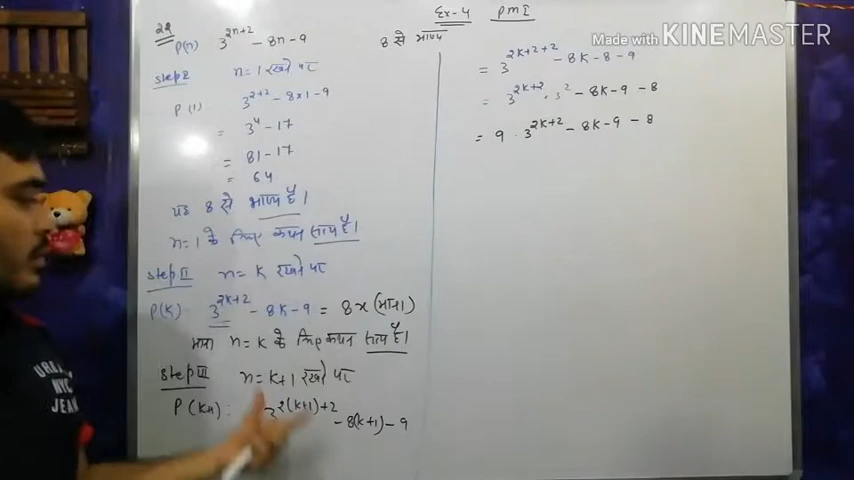 Ex-4 PMI
22 P(n) 3^{2n+2} - 8n - 9 8 से भाज्य
step I n = 1 रखने पर
P(1) 3^{2+2} - 8×1 - 9
= 3^4 - 17
= 81 - 17
= 64
यह 8 से भाज्य है।
n = 1 के लिए कथन सत्य है।
step II n = K रखने पर
P(K) 3^{2K+2} - 8K - 9 = 8x (माना)
माना n = K के लिए कथन सत्य है।
step III n = K+1 रखने पर
P(K+1): 3^{2(K+1)+2} - 8(K+1) - 9
= 3^{2K+2+2} - 8K - 8 - 9
= 3^{2K+2} · 3^2 - 8K - 9 - 8
= 9 · 3^{2K+2} - 8K - 9 - 8
Made with KINEMASTER
URBAN
NYC
JEAN